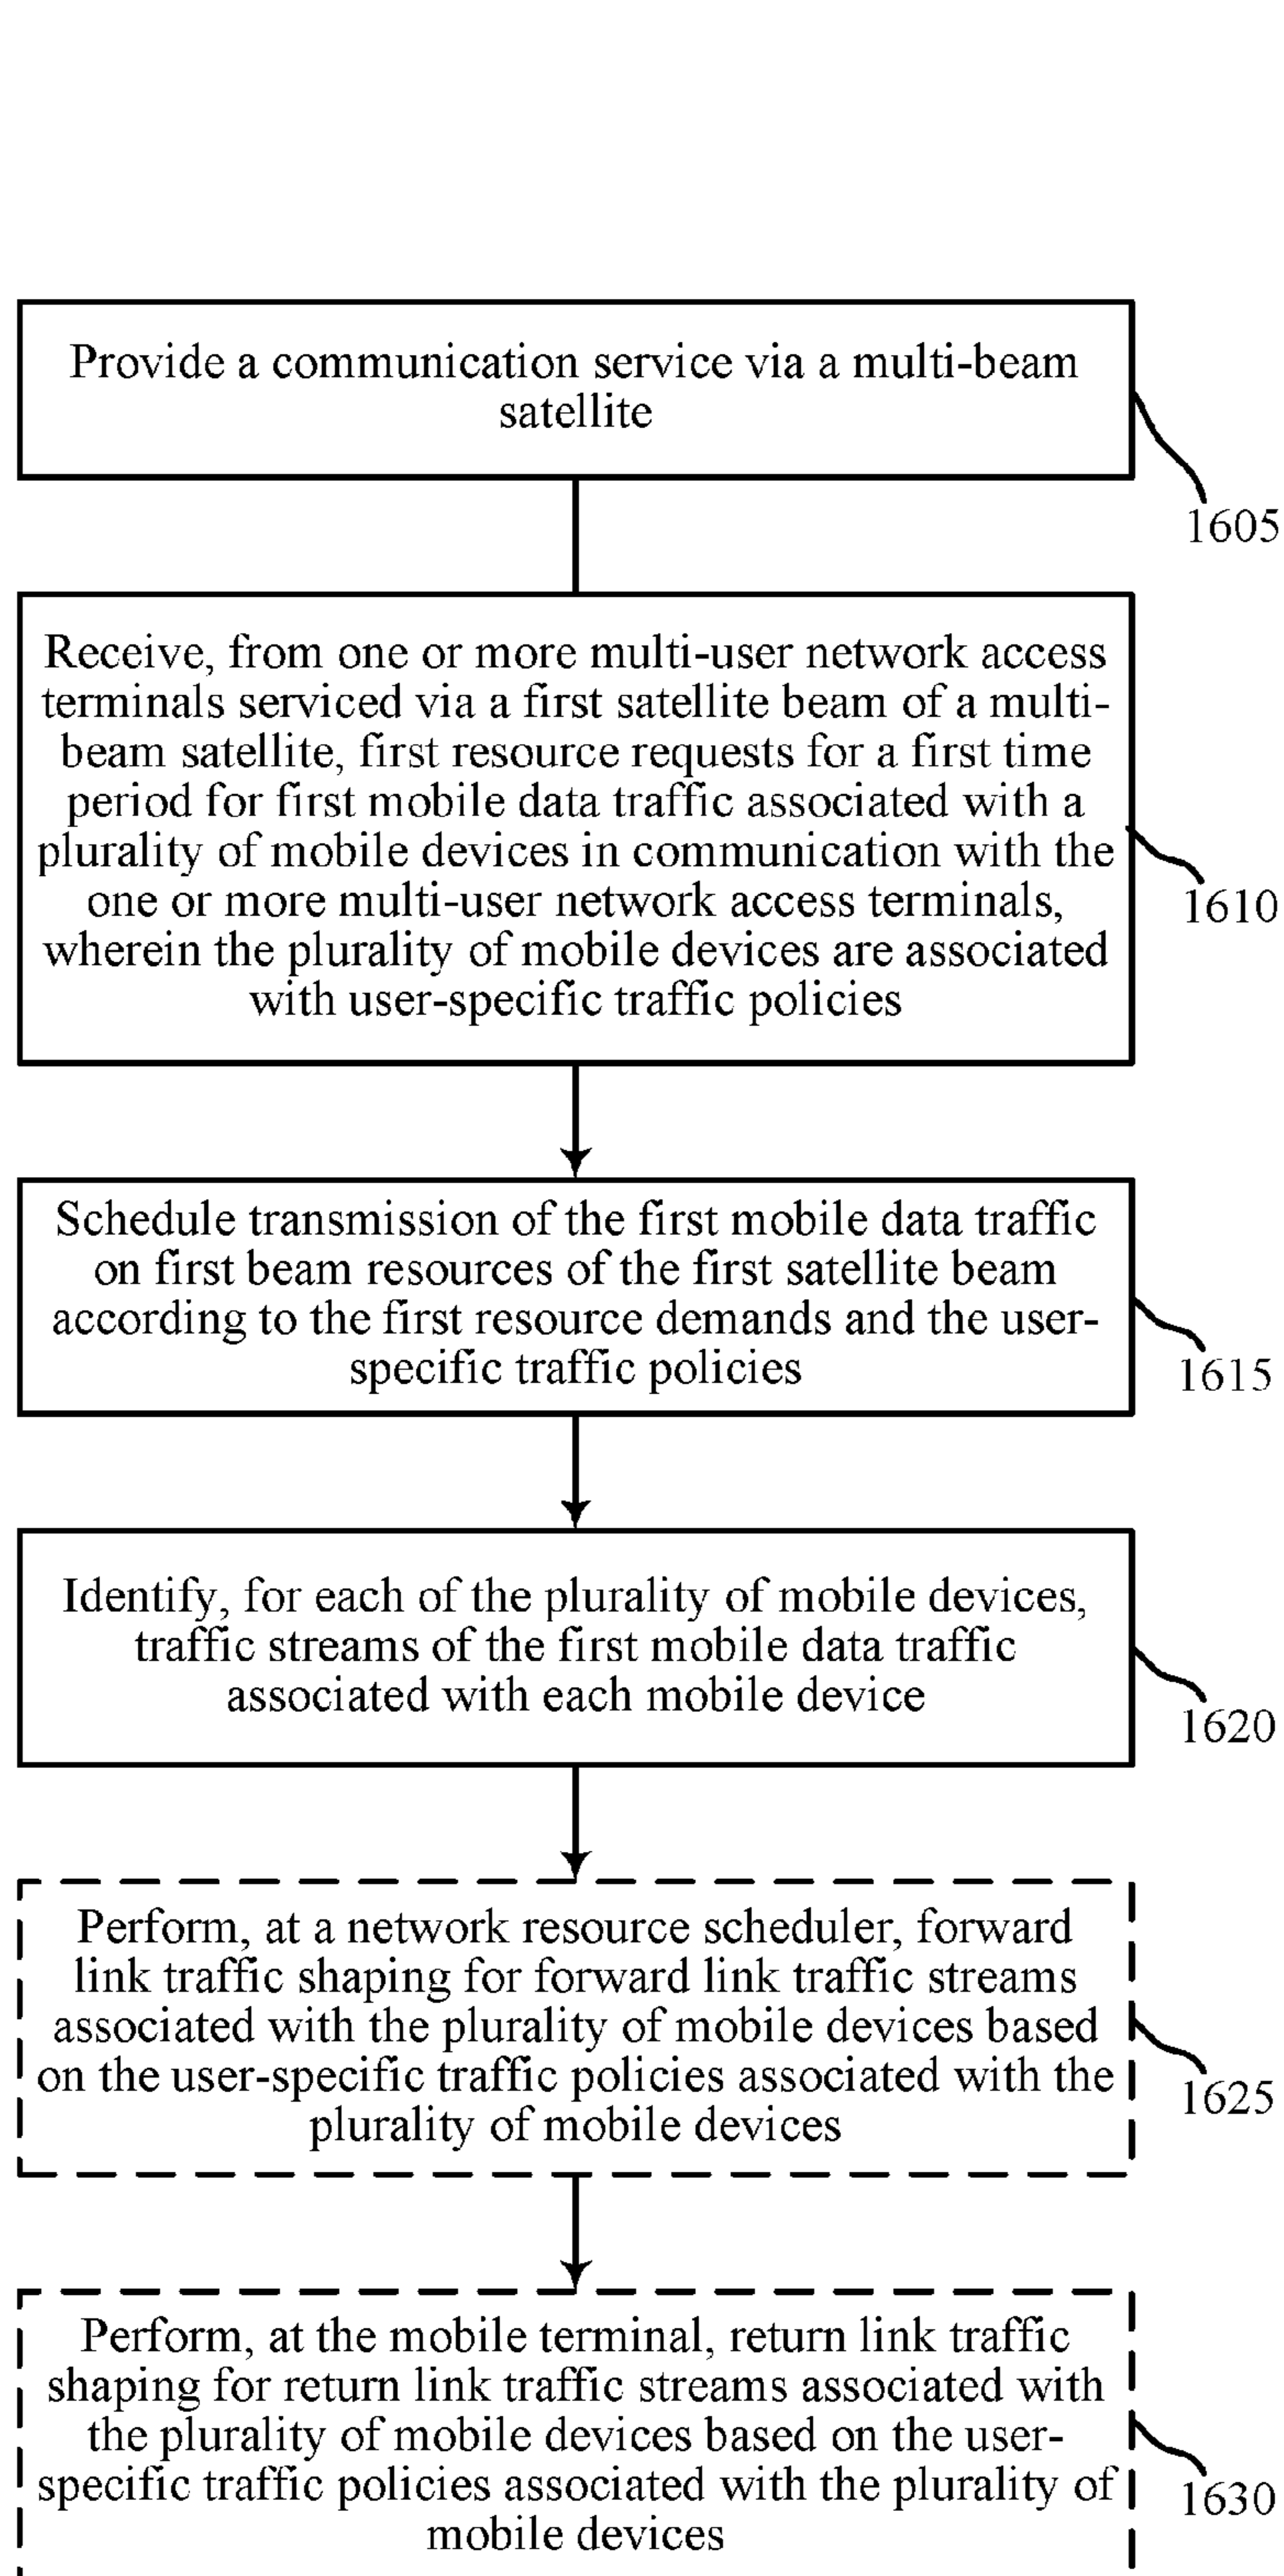 Provide a communication service via a multi-beam
satellite
1605
Receive, from one or more multi-user network access
terminals serviced via a first satellite beam of a multi-
beam satellite, first resource requests for a first time
period for first mobile data traffic associated with a
plurality of mobile devices in communication with the
one or more multi-user network access terminals,
wherein the plurality of mobile devices are associated
with user-specific traffic policies
1610
Schedule transmission of the first mobile data traffic
on first beam resources of the first satellite beam
according to the first resource demands and the user-
specific traffic policies
1615
Identify, for each of the plurality of mobile devices,
traffic streams of the first mobile data traffic
associated with each mobile device
1620
Perform, at a network resource scheduler, forward
link traffic shaping for forward link traffic streams
associated with the plurality of mobile devices based
on the user-specific traffic policies associated with the
plurality of mobile devices
1625
Perform, at the mobile terminal, return link traffic
shaping for return link traffic streams associated with
the plurality of mobile devices based on the user-
specific traffic policies associated with the plurality of
mobile devices
1630